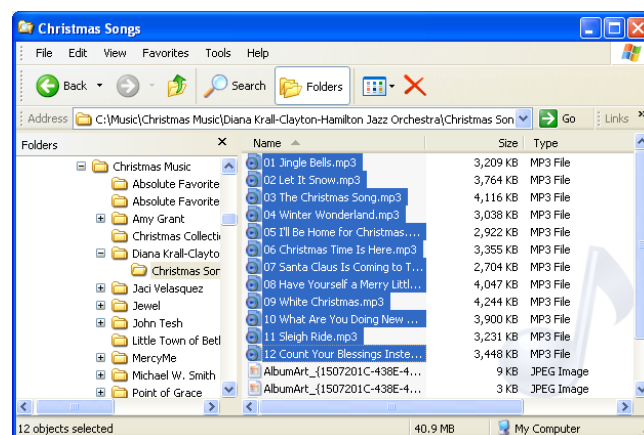 Christmas Songs
File Edit View Favorites Tools Help
Back Search Folders
Address C:\Music\Christmas Music\Diana Krall-Clayton-Hamilton Jazz Orchestra\Christmas Son Go Links »
Folders Name Size Type
Christmas Music 01 Jingle Bells.mp3 3,209 KB MP3 File
Absolute Favorite 02 Let It Snow.mp3 3,764 KB MP3 File
Absolute Favorite 03 The Christmas Song.mp3 4,116 KB MP3 File
Amy Grant 04 Winter Wonderland.mp3 3,038 KB MP3 File
Christmas Collecti 05 I'll Be Home for Christmas.... 2,922 KB MP3 File
Diana Krall-Clayto 06 Christmas Time Is Here.mp3 3,355 KB MP3 File
Christmas Son 07 Santa Claus Is Coming to T... 2,704 KB MP3 File
Jaci Velasquez 08 Have Yourself a Merry Littl... 4,047 KB MP3 File
Jewel 09 White Christmas.mp3 4,244 KB MP3 File
John Tesh 10 What Are You Doing New ... 3,900 KB MP3 File
Little Town of Betl 11 Sleigh Ride.mp3 3,231 KB MP3 File
MercyMe 12 Count Your Blessings Inste... 3,448 KB MP3 File
Michael W. Smith AlbumArt_{1507201C-438E-4... 9 KB JPEG Image
Point of Grace AlbumArt_{1507201C-438E-4... 3 KB JPEG Image
12 objects selected 40.9 MB My Computer